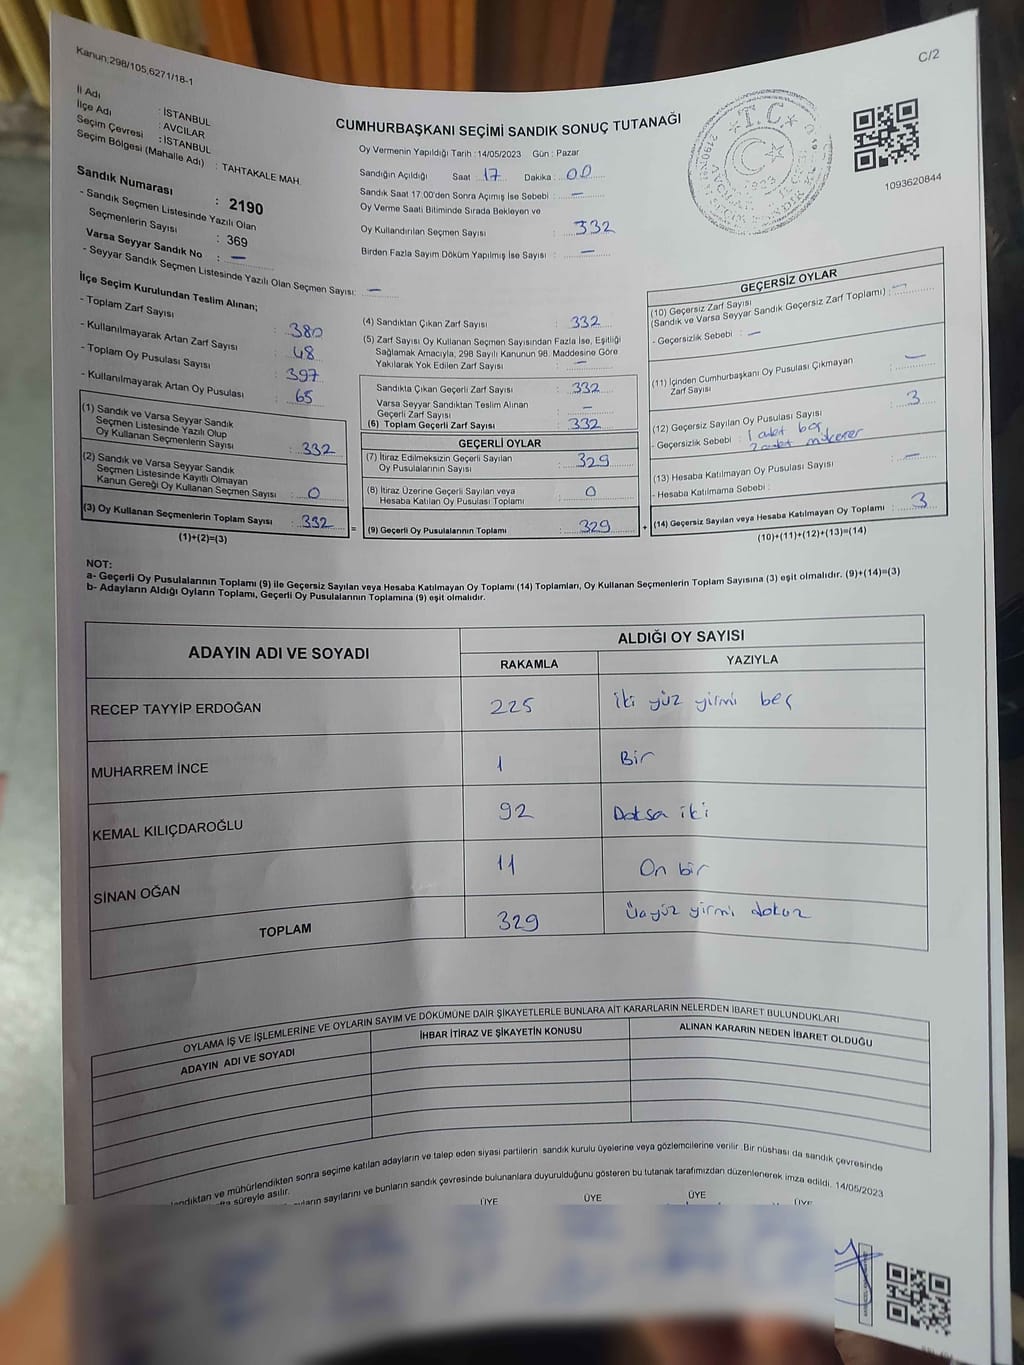 Kanun:298/105,6271/18-1
C/2
İl Adı : İSTANBUL
İlçe Adı : AVCILAR
Seçim Çevresi : İSTANBUL
Seçim Bölgesi (Mahalle Adı) : TAHTAKALE MAH.
CUMHURBAŞKANI SEÇİMİ SANDIK SONUÇ TUTANAĞI
Oy Vermenin Yapıldığı Tarih : 14/05/2023 Gün : Pazar
Sandığın Açıldığı Saat : 17 Dakika : 00
Sandık Saat 17.00'den Sonra Açımış İse Sebebi : –
Oy Verme Saati Bitiminde Sırada Bekleyen ve
Oy Kullandırılan Seçmen Sayısı : 332
Birden Fazla Sayım Döküm Yapılmış İse Sayısı : –
T.C.
1923
1093620844
Sandık Numarası : 2190
- Sandık Seçmen Listesinde Yazılı Olan
Seçmenlerin Sayısı : 369
Varsa Seyyar Sandık No : –
- Seyyar Sandık Seçmen Listesinde Yazılı Olan Seçmen Sayısı: –
İlçe Seçim Kurulundan Teslim Alınan;
- Toplam Zarf Sayısı : 380
- Kullanılmayarak Artan Zarf Sayısı : 48
- Toplam Oy Pusulası Sayısı : 397
- Kullanılmayarak Artan Oy Pusulası : 65
(1) Sandık ve Varsa Seyyar Sandık
Seçmen Listesinde Yazılı Olup
Oy Kullanan Seçmenlerin Sayısı : 332
(2) Sandık ve Varsa Seyyar Sandık
Seçmen Listesinde Kayıtlı Olmayan
Kanun Gereği Oy Kullanan Seçmen Sayısı : 0
(3) Oy Kullanan Seçmenlerin Toplam Sayısı : 332
(1)+(2)=(3)
(4) Sandıktan Çıkan Zarf Sayısı : 332
(5) Zarf Sayısı Oy Kullanan Seçmen Sayısından Fazla İse, Eşitliği
Sağlamak Amacıyla, 298 Sayılı Kanunun 98. Maddesine Göre
Yakılarak Yok Edilen Zarf Sayısı : –
Sandıkta Çıkan Geçerli Zarf Sayısı : 332
Varsa Seyyar Sandıktan Teslim Alınan
Geçerli Zarf Sayısı : –
(6) Toplam Geçerli Zarf Sayısı : 332
GEÇERLİ OYLAR
(7) İtiraz Edilmeksizin Geçerli Sayılan
Oy Pusulalarının Sayısı : 329
(8) İtiraz Üzerine Geçerli Sayılan veya
Hesaba Katılan Oy Pusulası Toplamı : 0
= (9) Geçerli Oy Pusulalarının Toplamı : 329
GEÇERSİZ OYLAR
(10) Geçersiz Zarf Sayısı
(Sandık ve Varsa Seyyar Sandık Geçersiz Zarf Toplamı) : –
- Geçersizlik Sebebi : –
(11) İçinden Cumhurbaşkanı Oy Pusulası Çıkmayan
Zarf Sayısı : –
(12) Geçersiz Sayılan Oy Pusulası Sayısı : 3
- Geçersizlik Sebebi : 1 adet boş
2 adet mükerrer
(13) Hesaba Katılmayan Oy Pusulası Sayısı : –
- Hesaba Katılmama Sebebi :
+ (14) Geçersiz Sayılan veya Hesaba Katılmayan Oy Toplamı : 3
(10)+(11)+(12)+(13)=(14)
NOT:
a- Geçerli Oy Pusulalarının Toplamı (9) ile Geçersiz Sayılan veya Hesaba Katılmayan Oy Toplamı (14) Toplamları, Oy Kullanan Seçmenlerin Toplam Sayısına (3) eşit olmalıdır. (9)+(14)=(3)
b- Adayların Aldığı Oyların Toplamı, Geçerli Oy Pusulalarının Toplamına (9) eşit olmalıdır.
ADAYIN ADI VE SOYADI
ALDIĞI OY SAYISI
RAKAMLA YAZIYLA
RECEP TAYYİP ERDOĞAN 225 iki yüz yirmi beş
MUHARREM İNCE 1 Bir
KEMAL KILIÇDAROĞLU 92 Doksa iki
SİNAN OĞAN 11 On bir
TOPLAM 329 Üçyüz yirmi dokuz
OYLAMA İŞ VE İŞLEMLERİNE VE OYLARIN SAYIM VE DÖKÜMÜNE DAİR ŞİKAYETLERLE BUNLARA AİT KARARLARIN NELERDEN İBARET BULUNDUKLARI
ADAYIN ADI VE SOYADI İHBAR İTİRAZ VE ŞİKAYETİN KONUSU ALINAN KARARIN NEDEN İBARET OLDUĞU
ve mühürlendikten sonra seçime katılan adayların ve talep eden siyasi partilerin sandık kurulu üyelerine veya gözlemcilerine verilir. Bir nüshası da sandık çevresinde
süreyle asılır.
sayılarını ve bunların sandık çevresinde bulunanlara duyurulduğunu gösteren bu tutanak tarafımızdan düzenlenerek imza edildi. 14/05/2023
ÜYE ÜYE ÜYE ÜYE